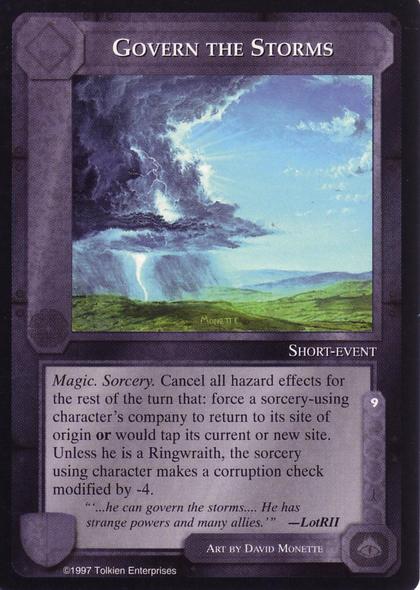 Govern the Storms
Monette
Short-event
Magic. Sorcery. Cancel all hazard effects for
the rest of the turn that: force a sorcery-using
character's company to return to its site of
origin or would tap its current or new site.
Unless he is a Ringwraith, the sorcery
using character makes a corruption check
modified by -4.
9
"'...he can govern the storms.... He has
strange powers and many allies.'" —LotRII
Art by David Monette
©1997 Tolkien Enterprises